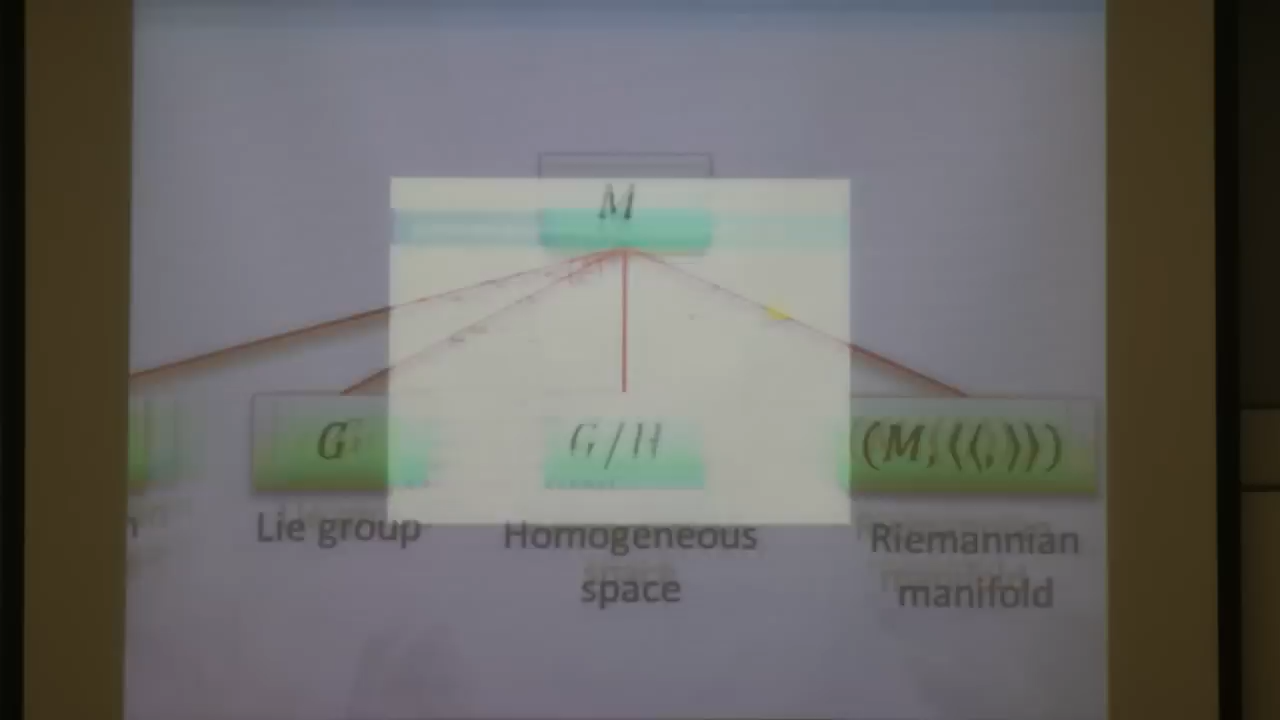 M
G
G/H
(M,⟨⟨,⟩⟩)
Lie group
Homogeneous
space
Riemannian
manifold